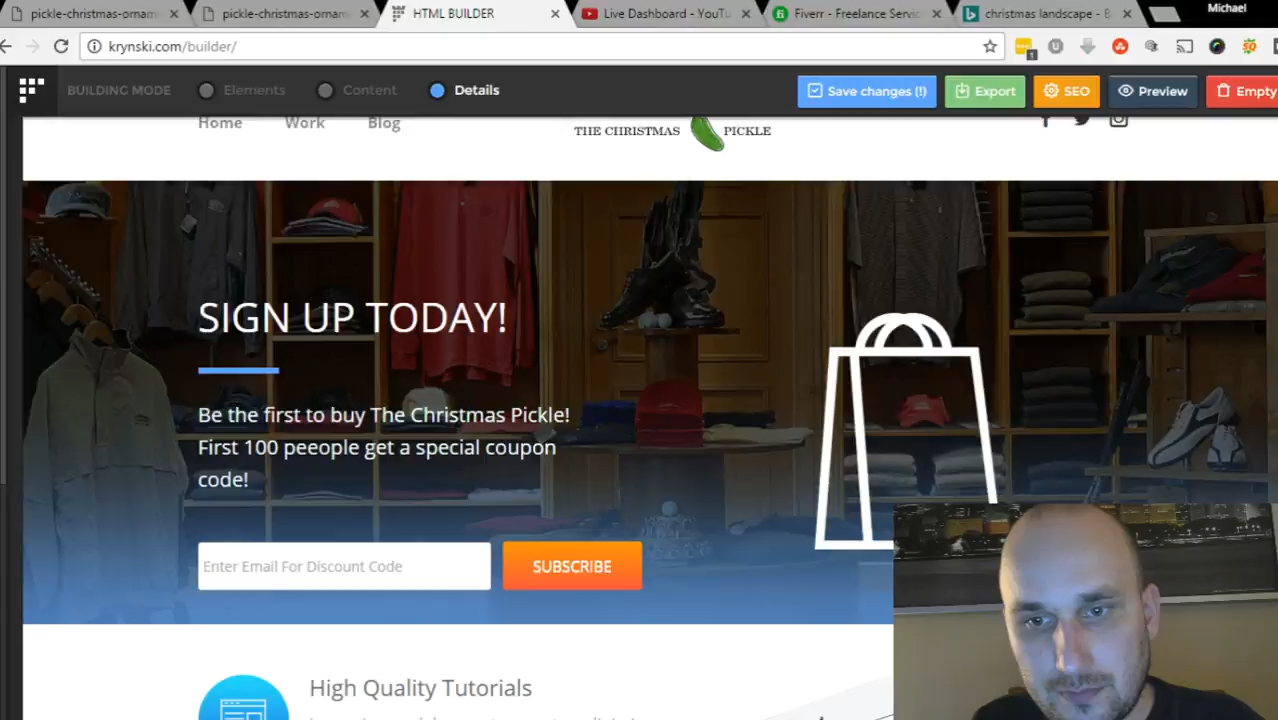 Michael
pickle-christmas-ornam
pickle-christmas-ornam
HTML BUILDER
Live Dashboard - YouTu
Fiverr - Freelance Servic
christmas landscape - B
krynski.com/builder/
1
BUILDING MODE
Elements
Content
Details
Save changes (!)
Export
SEO
Preview
Empty
Home
Work
Blog
THE CHRISTMAS PICKLE
SIGN UP TODAY!
Be the first to buy The Christmas Pickle!
First 100 peeople get a special coupon
code!
Enter Email For Discount Code
SUBSCRIBE
High Quality Tutorials